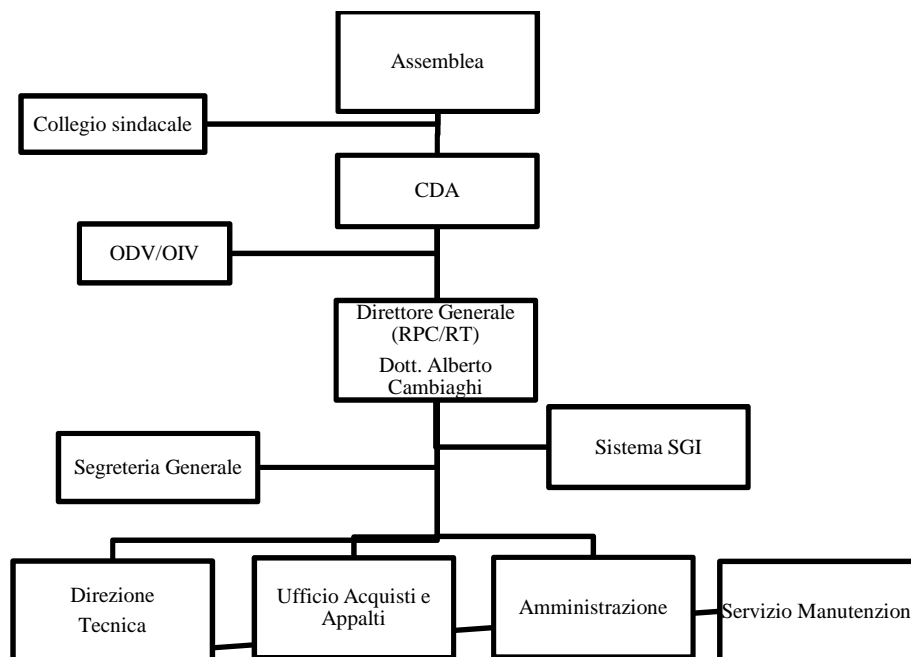 Assemblea
Collegio sindacale
CDA
ODV/OIV
Direttore Generale
(RPC/RT)
Dott. Alberto
Cambiaghi
Sistema SGI
Segreteria Generale
Direzione
Tecnica
Ufficio Acquisti e
Appalti
Amministrazione
Servizio Manutenzion